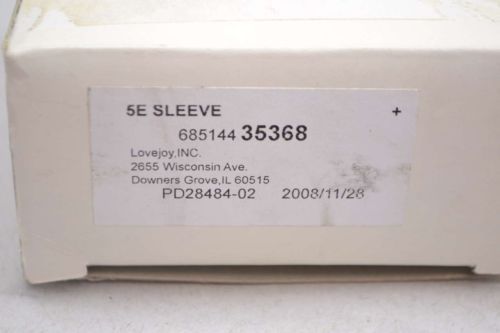 5E SLEEVE +
685144 35368
Lovejoy,INC.
2655 Wisconsin Ave.
Downers Grove,IL 60515
PD28484-02 2008/11/28